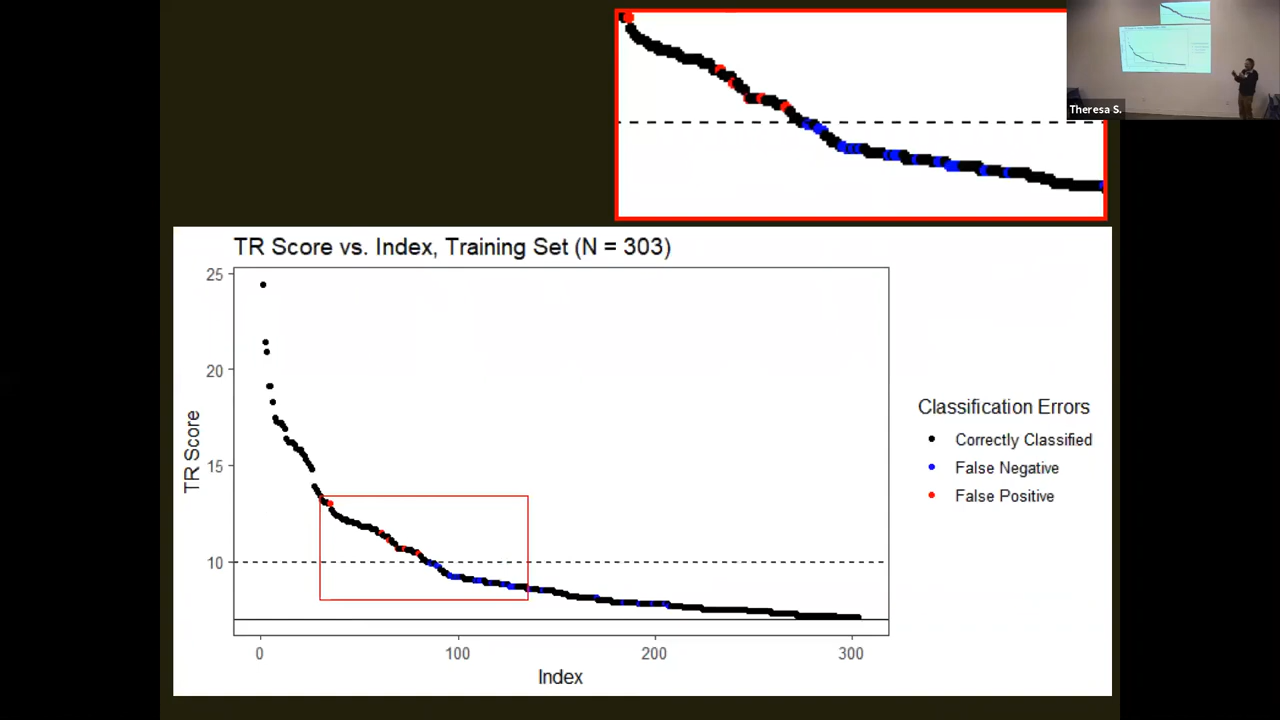 Theresa S.
TR Score vs. Index, Training Set (N = 303)
25
20
15
10
TR Score
0 100 200 300
Index
Classification Errors
Correctly Classified
False Negative
False Positive